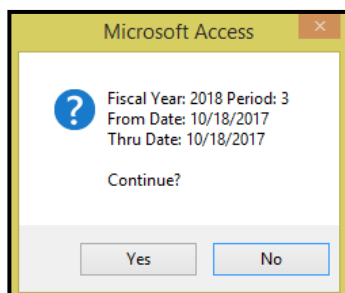 Microsoft Access
Fiscal Year: 2018 Period: 3
From Date: 10/18/2017
Thru Date: 10/18/2017
Continue?
Yes
No